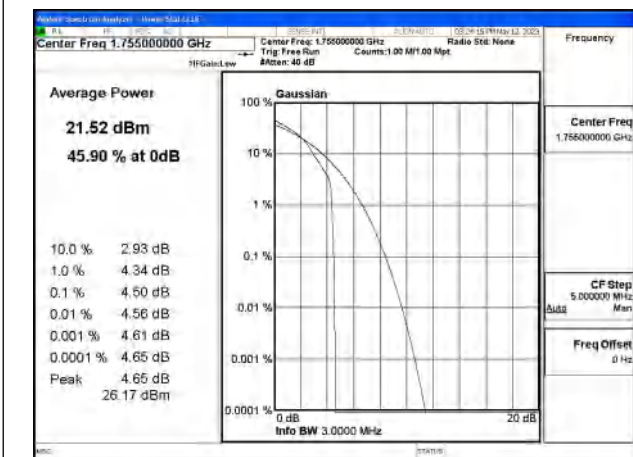 Center Freq 1.755000000 GHz
Center Freq: 1.755000000 GHz
Radio Std: None
Trig: Free Run
Counts:1.00 M/1.00 Mpt
#IFGain:Low
#Atten: 40 dB
Frequency
Average Power
21.52 dBm
45.90 % at 0dB
10.0 % 2.93 dB
1.0 % 4.34 dB
0.1 % 4.50 dB
0.01 % 4.56 dB
0.001 % 4.61 dB
0.0001 % 4.65 dB
Peak 4.65 dB
26.17 dBm
Gaussian
100 %
10 %
1 %
0.1 %
0.01 %
0.001 %
0.0001 %
0 dB
20 dB
Info BW 3.0000 MHz
Center Freq
1.755000000 GHz
CF Step
5.000000 MHz
Auto Man
Freq Offset
0 Hz
MSG
STATUS